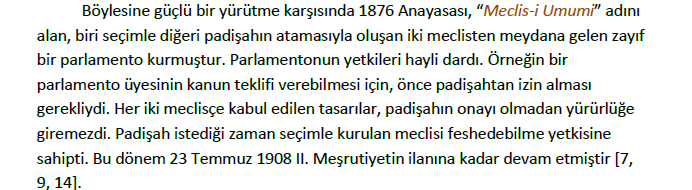 Böylesine güçlü bir yürütme karşısında 1876 Anayasası, “Meclis-i Umumi” adını
alan, biri seçimle diğeri padişahın atamasıyla oluşan iki meclisten meydana gelen zayıf
bir parlamento kurmuştur. Parlamentonun yetkileri hayli dardı. Örneğin bir
parlamento üyesinin kanun teklifi verebilmesi için, önce padişahtan izin alması
gerekliydi. Her iki meclisçe kabul edilen tasarılar, padişahın onayı olmadan yürürlüğe
giremezdi. Padişah istediği zaman seçimle kurulan meclisi feshedebilme yetkisine
sahipti. Bu dönem 23 Temmuz 1908 II. Meşrutiyetin ilanına kadar devam etmiştir [7,
9, 14].